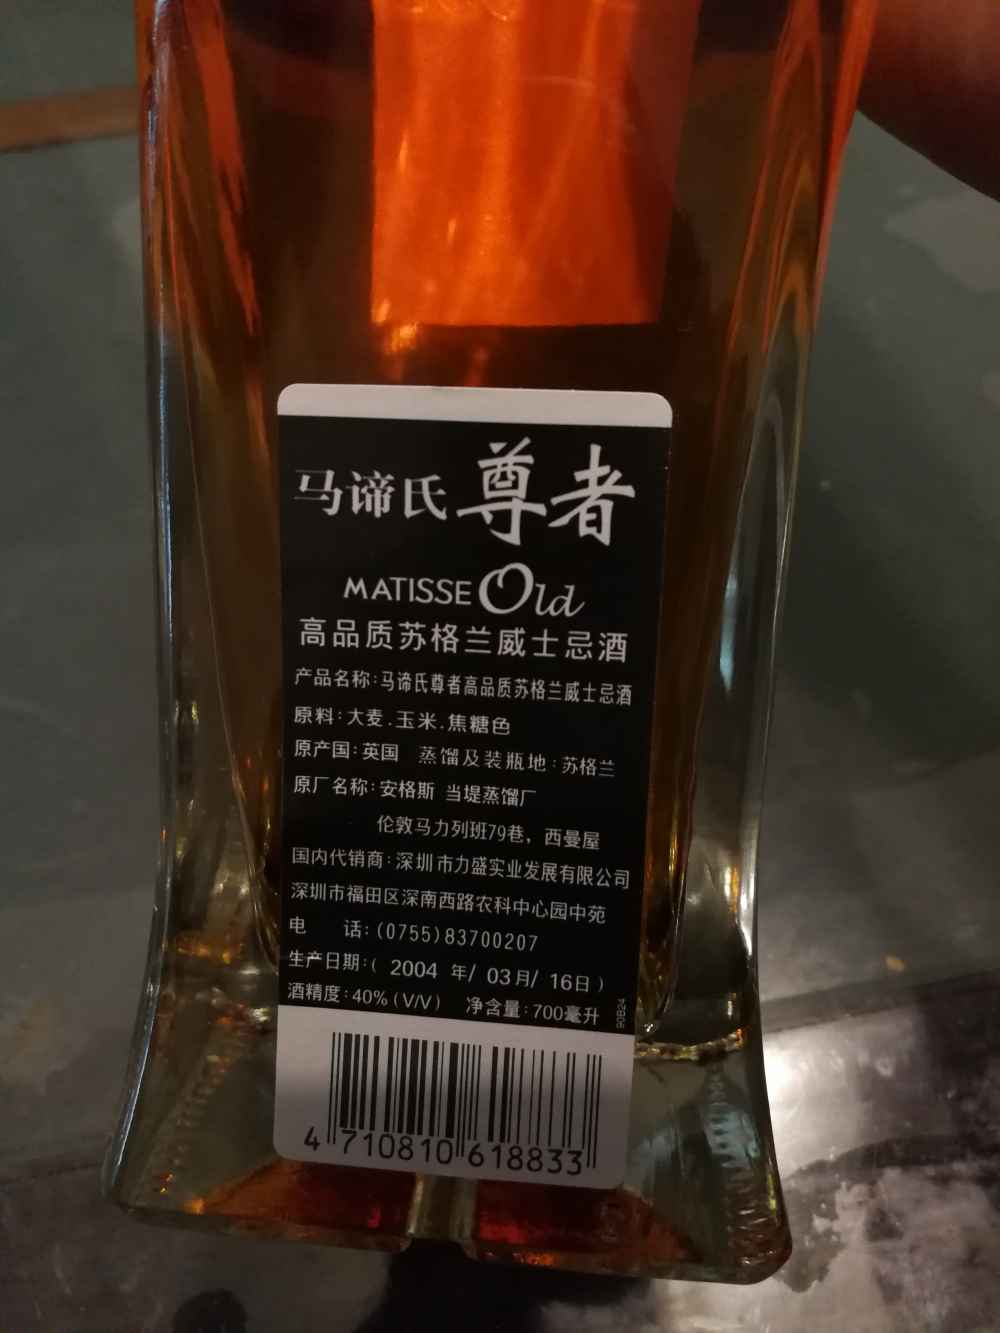 马谛氏尊者
MATISSE Old
高品质苏格兰威士忌酒
产品名称:马谛氏尊者高品质苏格兰威士忌酒
原料:大麦.玉米.焦糖色
原产国:英国 蒸馏及装瓶地:苏格兰
原厂名称:安格斯 当堤蒸馏厂
伦敦马力列班79巷，西曼屋
国内代销商:深圳市力盛实业发展有限公司
深圳市福田区深南西路农科中心园中苑
电 话:(0755)83700207
生产日期:( 2004 年/ 03月/ 16日 )
酒精度:40%(V/V) 净含量:700毫升
90B24
4 710810 618833